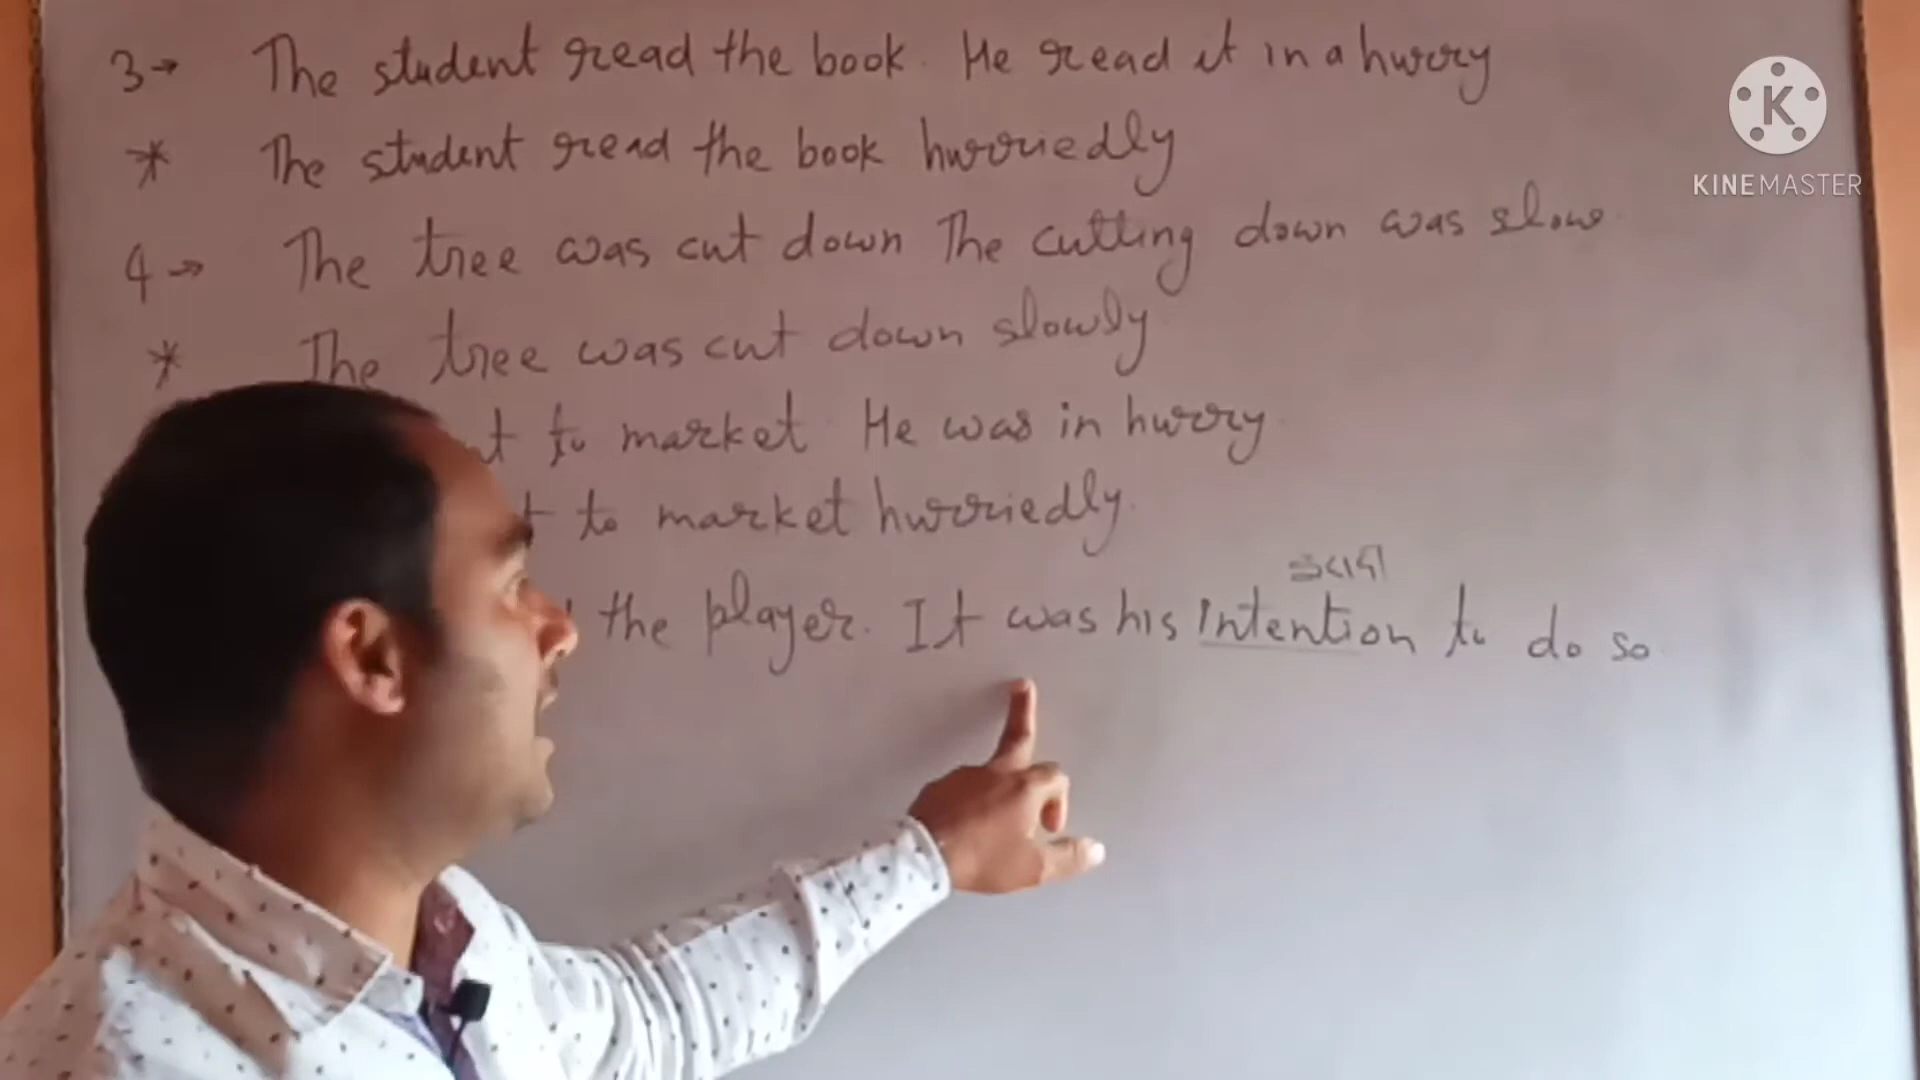 3→ The student read the book. He read it in a hurry
* The student read the book hurriedly
4→ The tree was cut down The cutting down was slow
* The tree was cut down slowly
to market. He was in hurry.
to market hurriedly.
the player. It was his intention to do so.
K
KINEMASTER